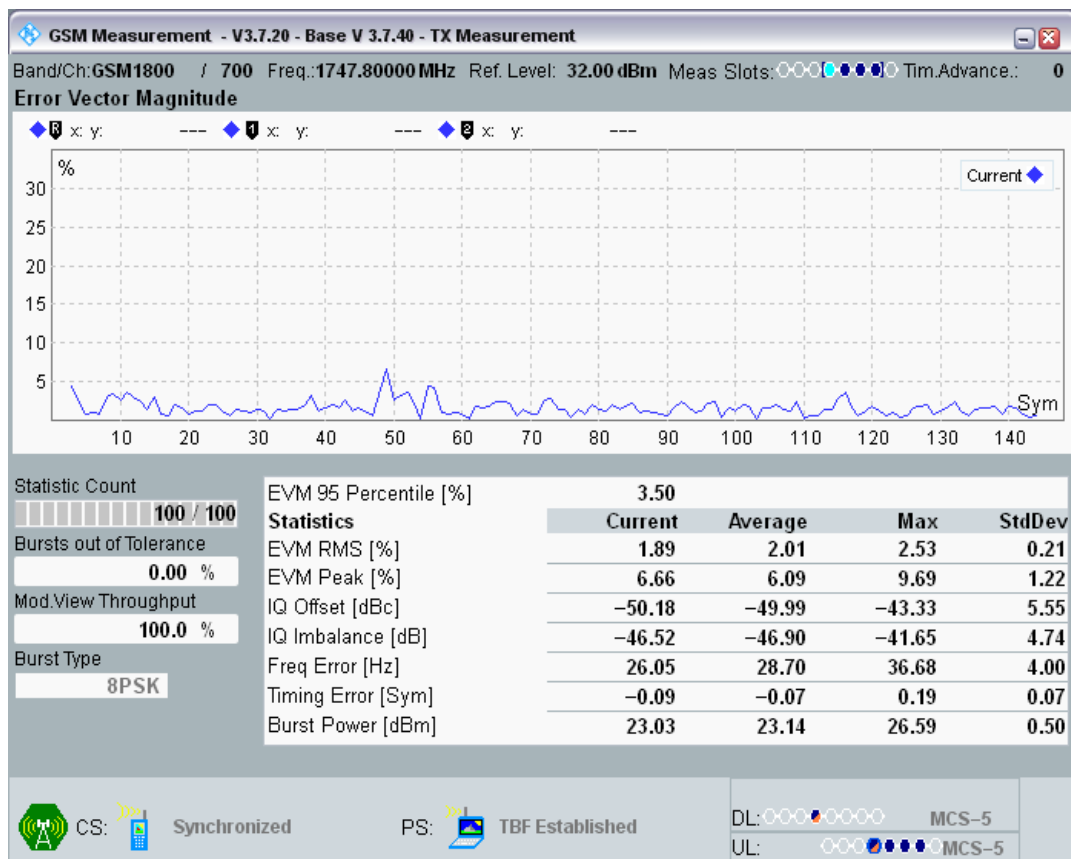 GSM Measurement - V3.7.20 - Base V 3.7.40 - TX Measurement
Band/Ch:GSM1800 / 700 Freq.:1747.80000 MHz Ref. Level: 32.00 dBm Meas Slots: Tim.Advance.: 0
Error Vector Magnitude
R x: y: --- 1 x: y: --- 2 x: y: ---
%
Current
30
25
20
15
10
5
Sym
10 20 30 40 50 60 70 80 90 100 110 120 130 140
Statistic Count
100 / 100
Bursts out of Tolerance
0.00 %
Mod.View Throughput
100.0 %
Burst Type
8PSK
EVM 95 Percentile [%] 3.50
Statistics Current Average Max StdDev
EVM RMS [%] 1.89 2.01 2.53 0.21
EVM Peak [%] 6.66 6.09 9.69 1.22
IQ Offset [dBc] −50.18 −49.99 −43.33 5.55
IQ Imbalance [dB] −46.52 −46.90 −41.65 4.74
Freq Error [Hz] 26.05 28.70 36.68 4.00
Timing Error [Sym] −0.09 −0.07 0.19 0.07
Burst Power [dBm] 23.03 23.14 26.59 0.50
CS: Synchronized PS: TBF Established
DL: MCS−5
UL: MCS−5